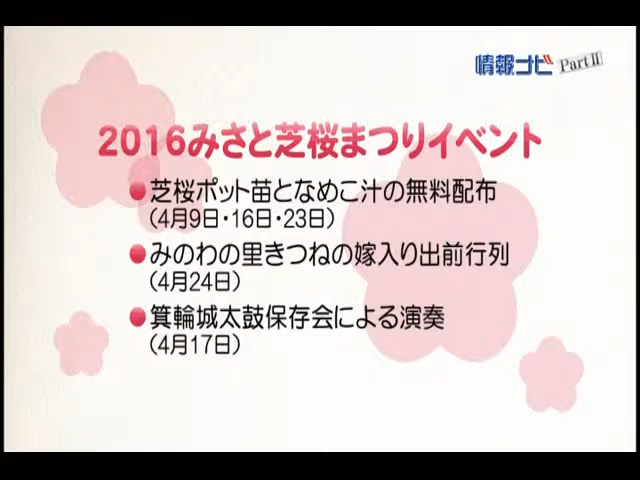 情報ナビ PartⅡ
2016みさと芝桜まつりイベント
●芝桜ポット苗となめこ汁の無料配布
(4月9日・16日・23日)
●みのわの里きつねの嫁入り出前行列
(4月24日)
●箕輪城太鼓保存会による演奏
(4月17日)